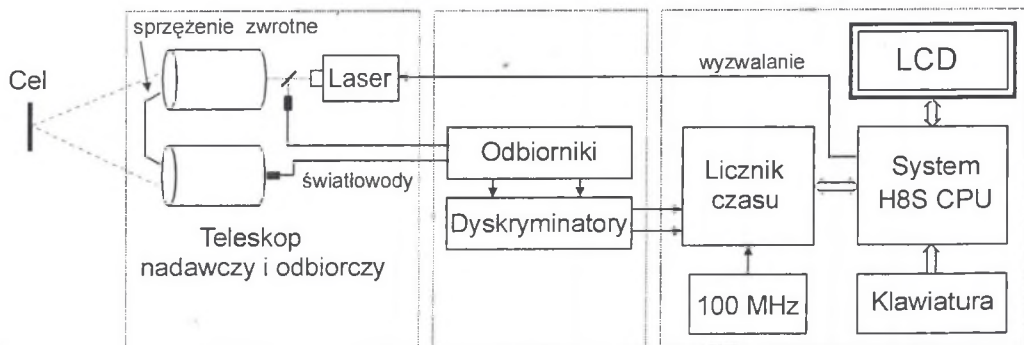 sprzężenie zwrotne
Cel
Laser
wyzwalanie
LCD
Odbiorniki
światłowody
Dyskryminatory
Licznik
czasu
System
H8S CPU
Teleskop
nadawczy i odbiorczy
100 MHz
Klawiatura